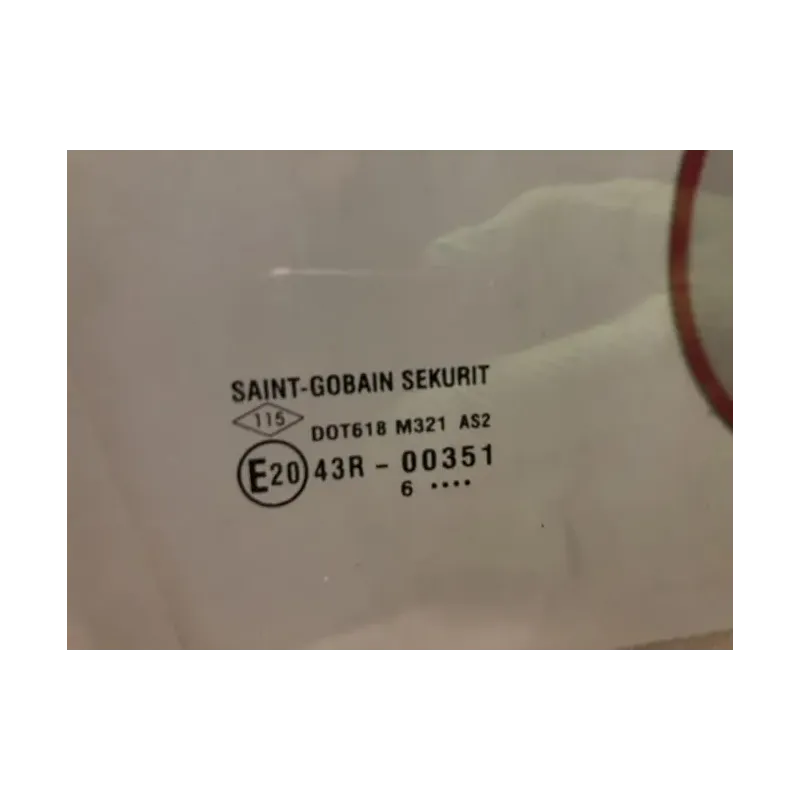 SAINT-GOBAIN SEKURIT
115 DOT618 M321 AS2
E20 43R - 00351
6 ••••